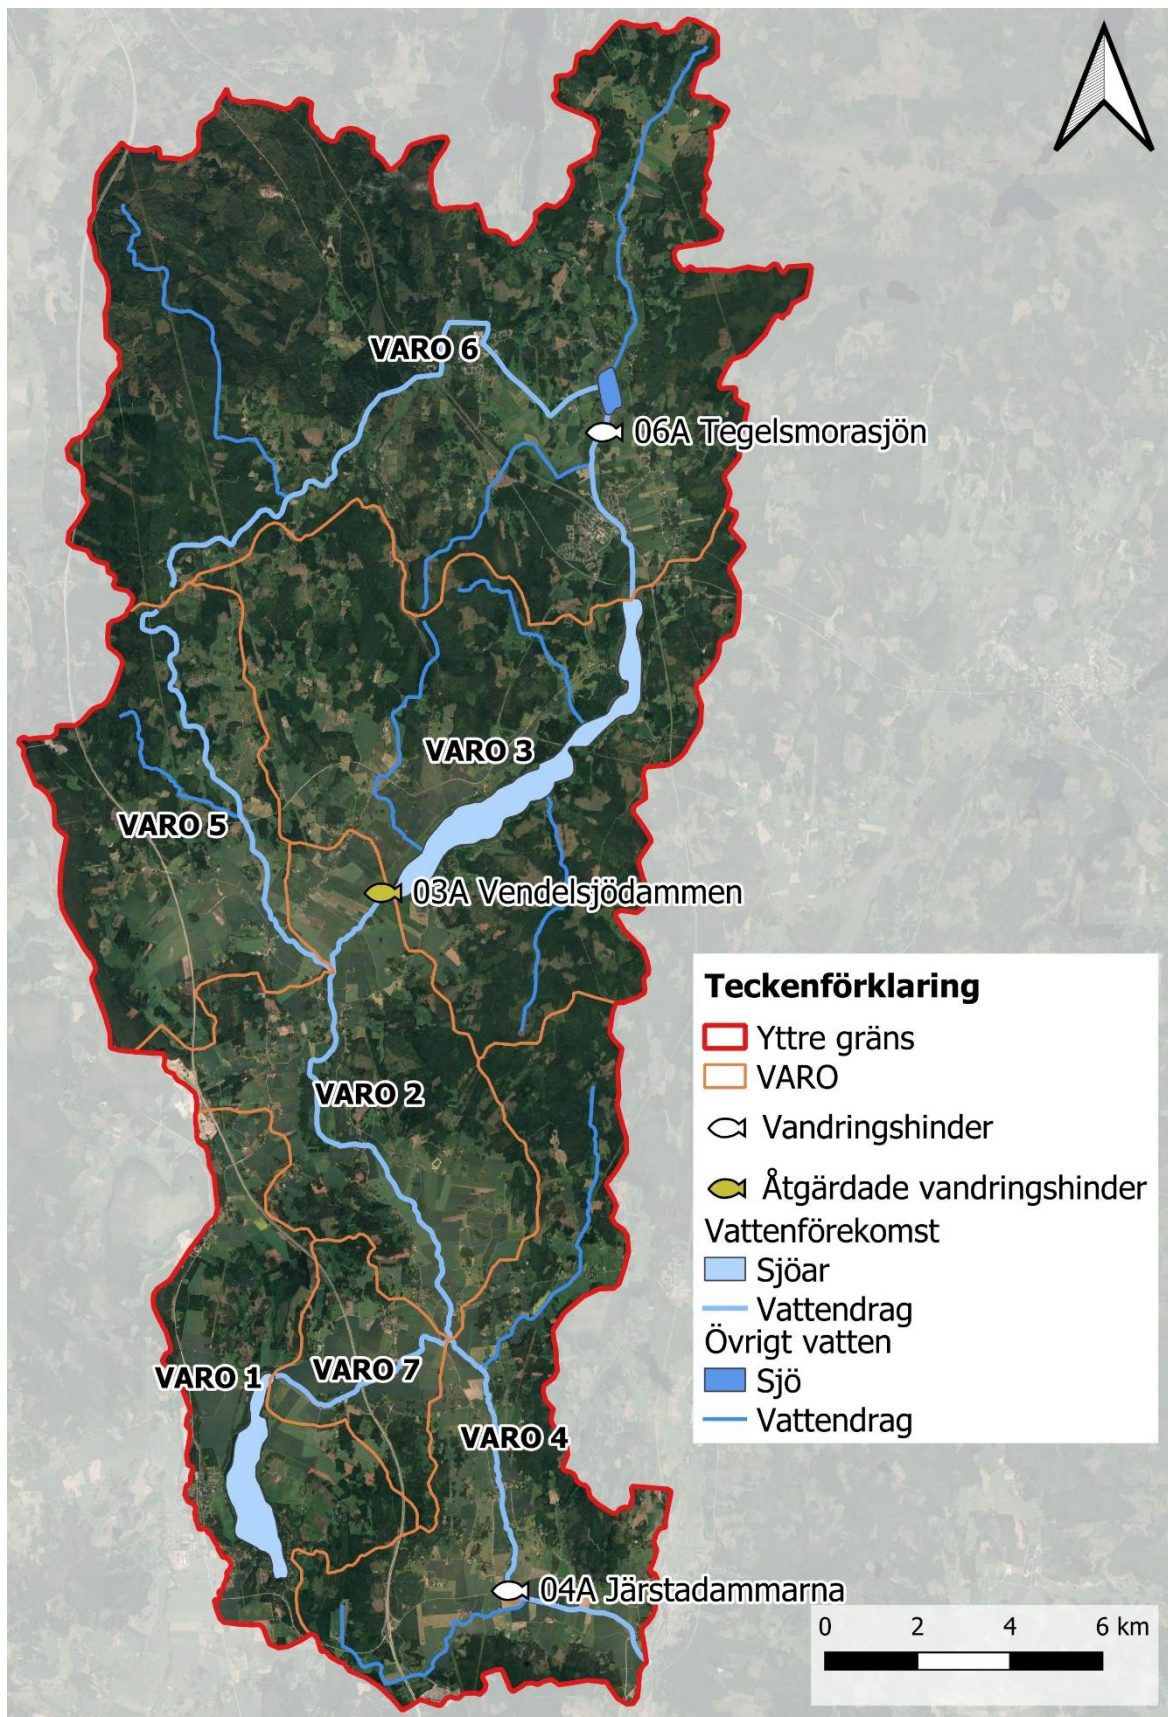 VARO 6
06A Tegelsmorasjön
VARO 3
VARO 5
03A Vendelsjödammen
VARO 2
VARO 7
VARO 1
VARO 4
04A Järstadammarna
Teckenförklaring
Yttre gräns
VARO
Vandringshinder
Åtgärdade vandringshinder
Vattenförekomst
Sjöar
Vattendrag
Övrigt vatten
Sjö
Vattendrag
0 2 4 6 km